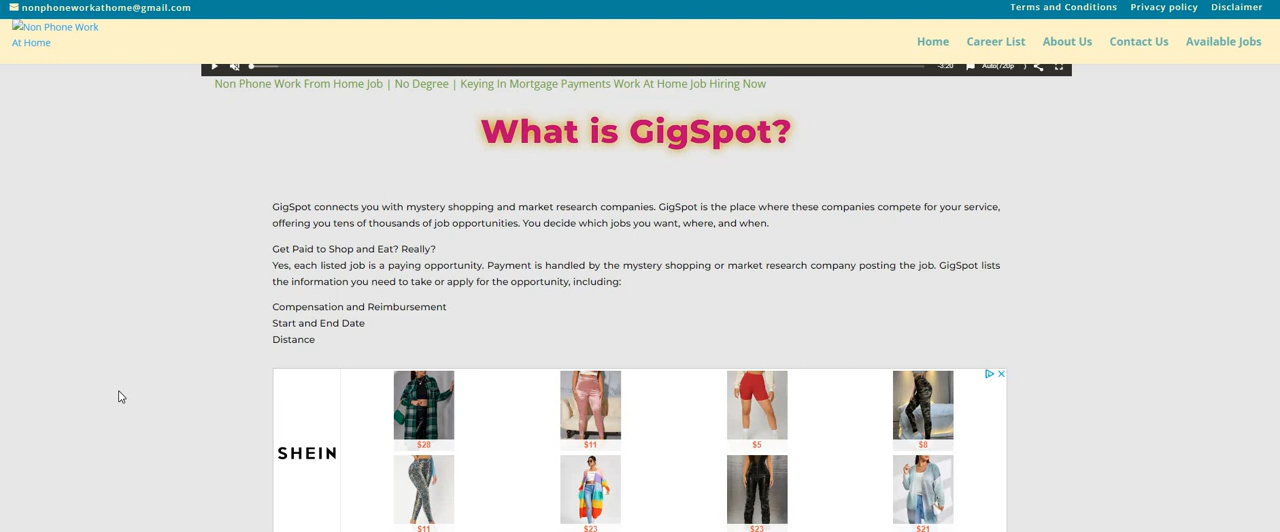 nonphoneworkathome@gmail.com
Terms and Conditions Privacy policy Disclaimer
Non Phone Work
At Home
Home Career List About Us Contact Us Available Jobs
-3:20 Auto(720p)
Non Phone Work From Home Job | No Degree | Keying In Mortgage Payments Work At Home Job Hiring Now
What is GigSpot?
GigSpot connects you with mystery shopping and market research companies. GigSpot is the place where these companies compete for your service,
offering you tens of thousands of job opportunities. You decide which jobs you want, where, and when.
Get Paid to Shop and Eat? Really?
Yes, each listed job is a paying opportunity. Payment is handled by the mystery shopping or market research company posting the job. GigSpot lists
the information you need to take or apply for the opportunity, including:
Compensation and Reimbursement
Start and End Date
Distance
$28 $11 $5 $8
SHEIN
$11 $23 $23 $21